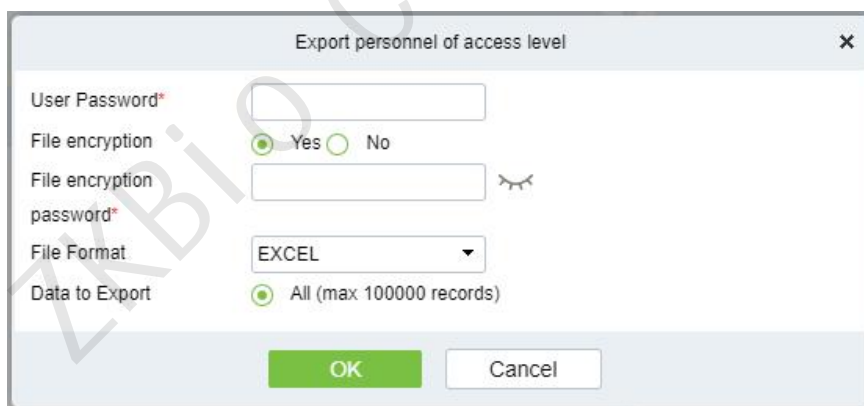 Export personnel of access level
User Password*
File encryption Yes No
File encryption
password*
File Format EXCEL
Data to Export All (max 100000 records)
OK Cancel
ZKBio C